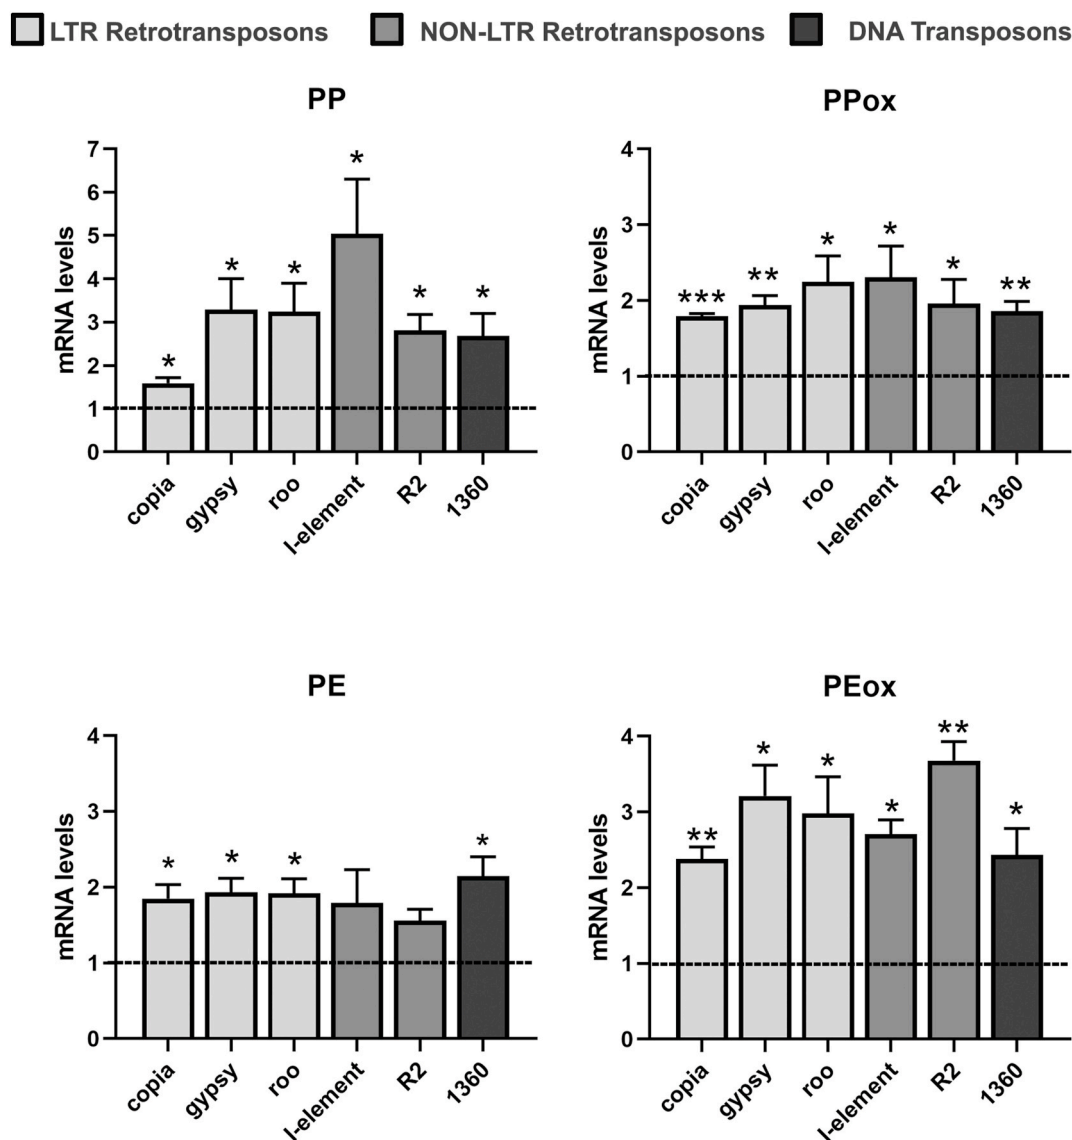 LTR Retrotransposons NON-LTR Retrotransposons DNA Transposons
PP
mRNA levels
7
6
5
4
3
2
1
0
* * * * * *
copia gypsy roo I-element R2 1360
PPox
mRNA levels
4
3
2
1
0
*** ** * * * **
copia gypsy roo I-element R2 1360
PE
mRNA levels
4
3
2
1
0
* * * *
copia gypsy roo I-element R2 1360
PEox
mRNA levels
4
3
2
1
0
** * * * ** *
copia gypsy roo I-element R2 1360